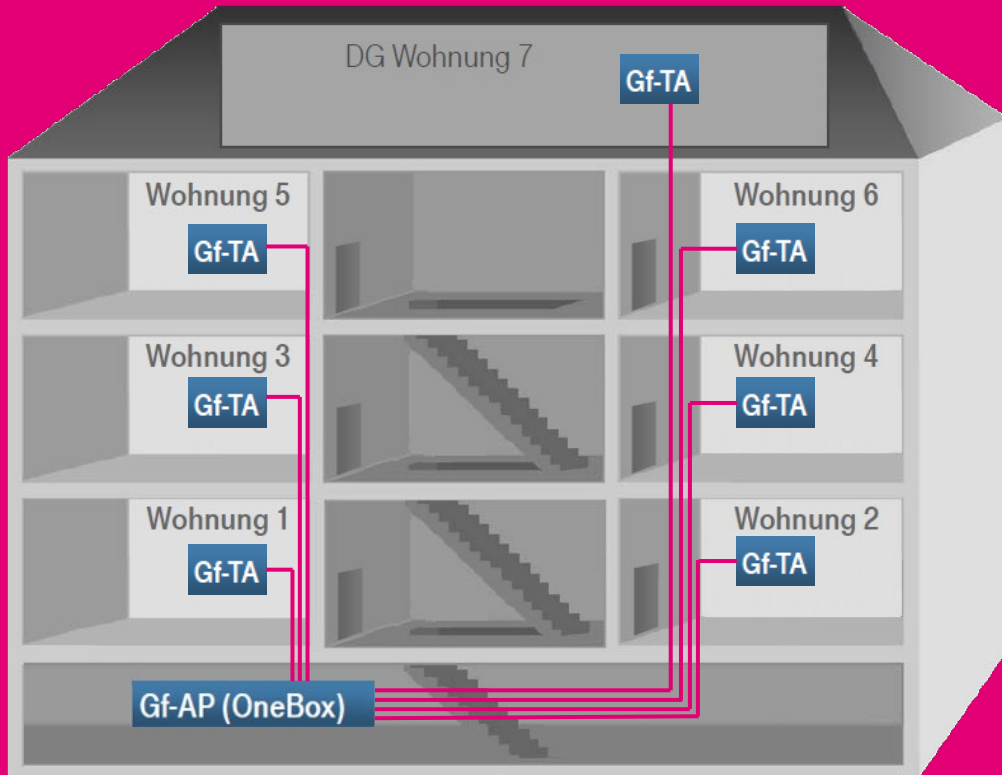 DG Wohnung 7
Gf-TA
Wohnung 5
Gf-TA
Wohnung 6
Gf-TA
Wohnung 3
Gf-TA
Wohnung 4
Gf-TA
Wohnung 1
Gf-TA
Wohnung 2
Gf-TA
Gf-AP (OneBox)